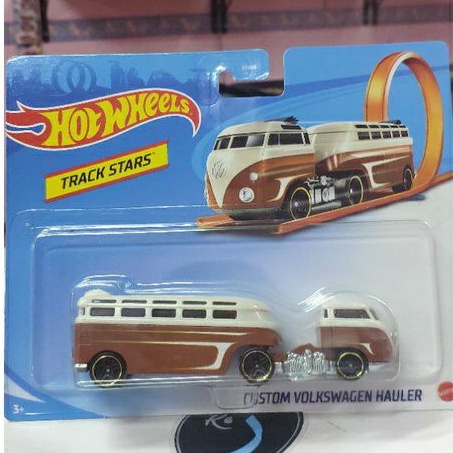 Hot Wheels
TRACK STARS
CUSTOM VOLKSWAGEN HAULER
3+